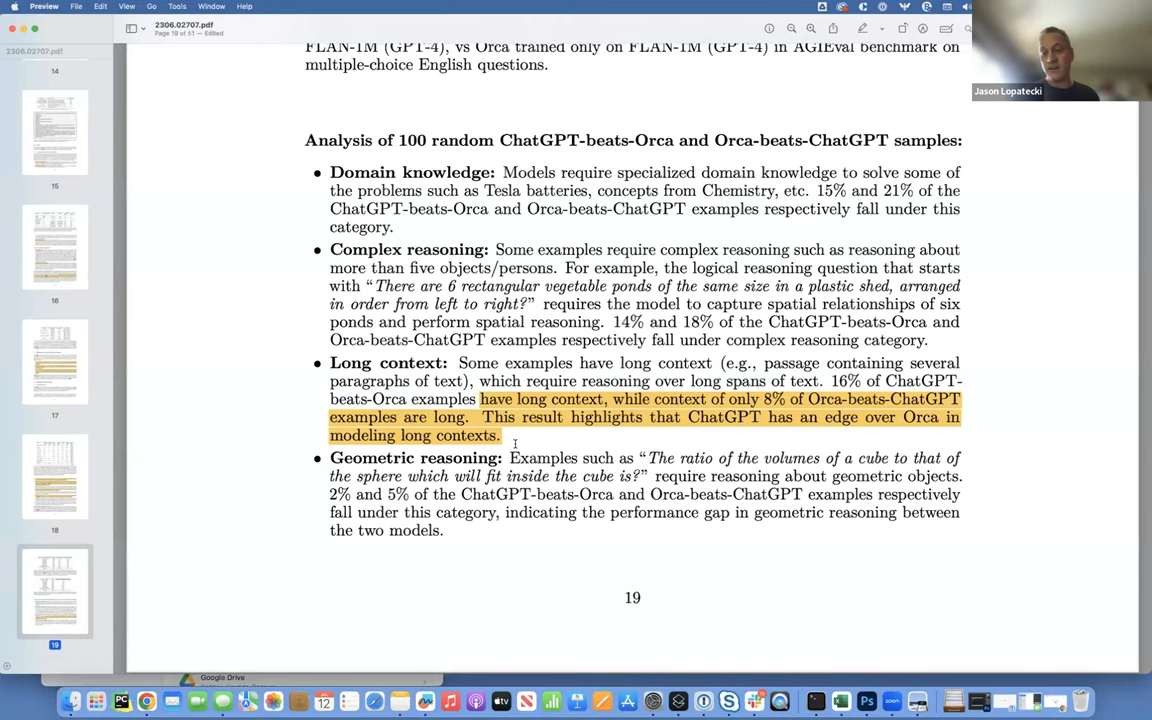 Preview File Edit View Go Tools Window Help
2306.02707.pdf
Page 19 of 51 — Edited
2306.02707.pdf
14
15
16
17
18
19
Jason Lopatecki
FLAN-1M (GPT-4), vs Orca trained only on FLAN-1M (GPT-4) in AGIEval benchmark on
multiple-choice English questions.
Analysis of 100 random ChatGPT-beats-Orca and Orca-beats-ChatGPT samples:
• Domain knowledge: Models require specialized domain knowledge to solve some of
the problems such as Tesla batteries, concepts from Chemistry, etc. 15% and 21% of the
ChatGPT-beats-Orca and Orca-beats-ChatGPT examples respectively fall under this
category.
• Complex reasoning: Some examples require complex reasoning such as reasoning about
more than five objects/persons. For example, the logical reasoning question that starts
with “There are 6 rectangular vegetable ponds of the same size in a plastic shed, arranged
in order from left to right?” requires the model to capture spatial relationships of six
ponds and perform spatial reasoning. 14% and 18% of the ChatGPT-beats-Orca and
Orca-beats-ChatGPT examples respectively fall under complex reasoning category.
• Long context: Some examples have long context (e.g., passage containing several
paragraphs of text), which require reasoning over long spans of text. 16% of ChatGPT-
beats-Orca examples have long context, while context of only 8% of Orca-beats-ChatGPT
examples are long. This result highlights that ChatGPT has an edge over Orca in
modeling long contexts.
• Geometric reasoning: Examples such as “The ratio of the volumes of a cube to that of
the sphere which will fit inside the cube is?” require reasoning about geometric objects.
2% and 5% of the ChatGPT-beats-Orca and Orca-beats-ChatGPT examples respectively
fall under this category, indicating the performance gap in geometric reasoning between
the two models.
19
Google Drive